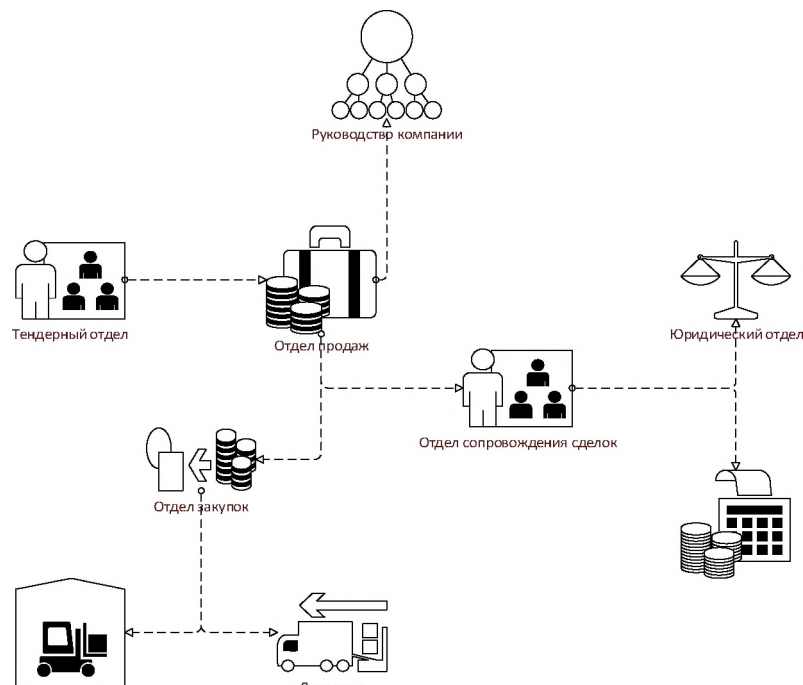 Руководство компании
Тендерный отдел
Отдел продаж
Юридический отдел
Отдел сопровождения сделок
Отдел закупок